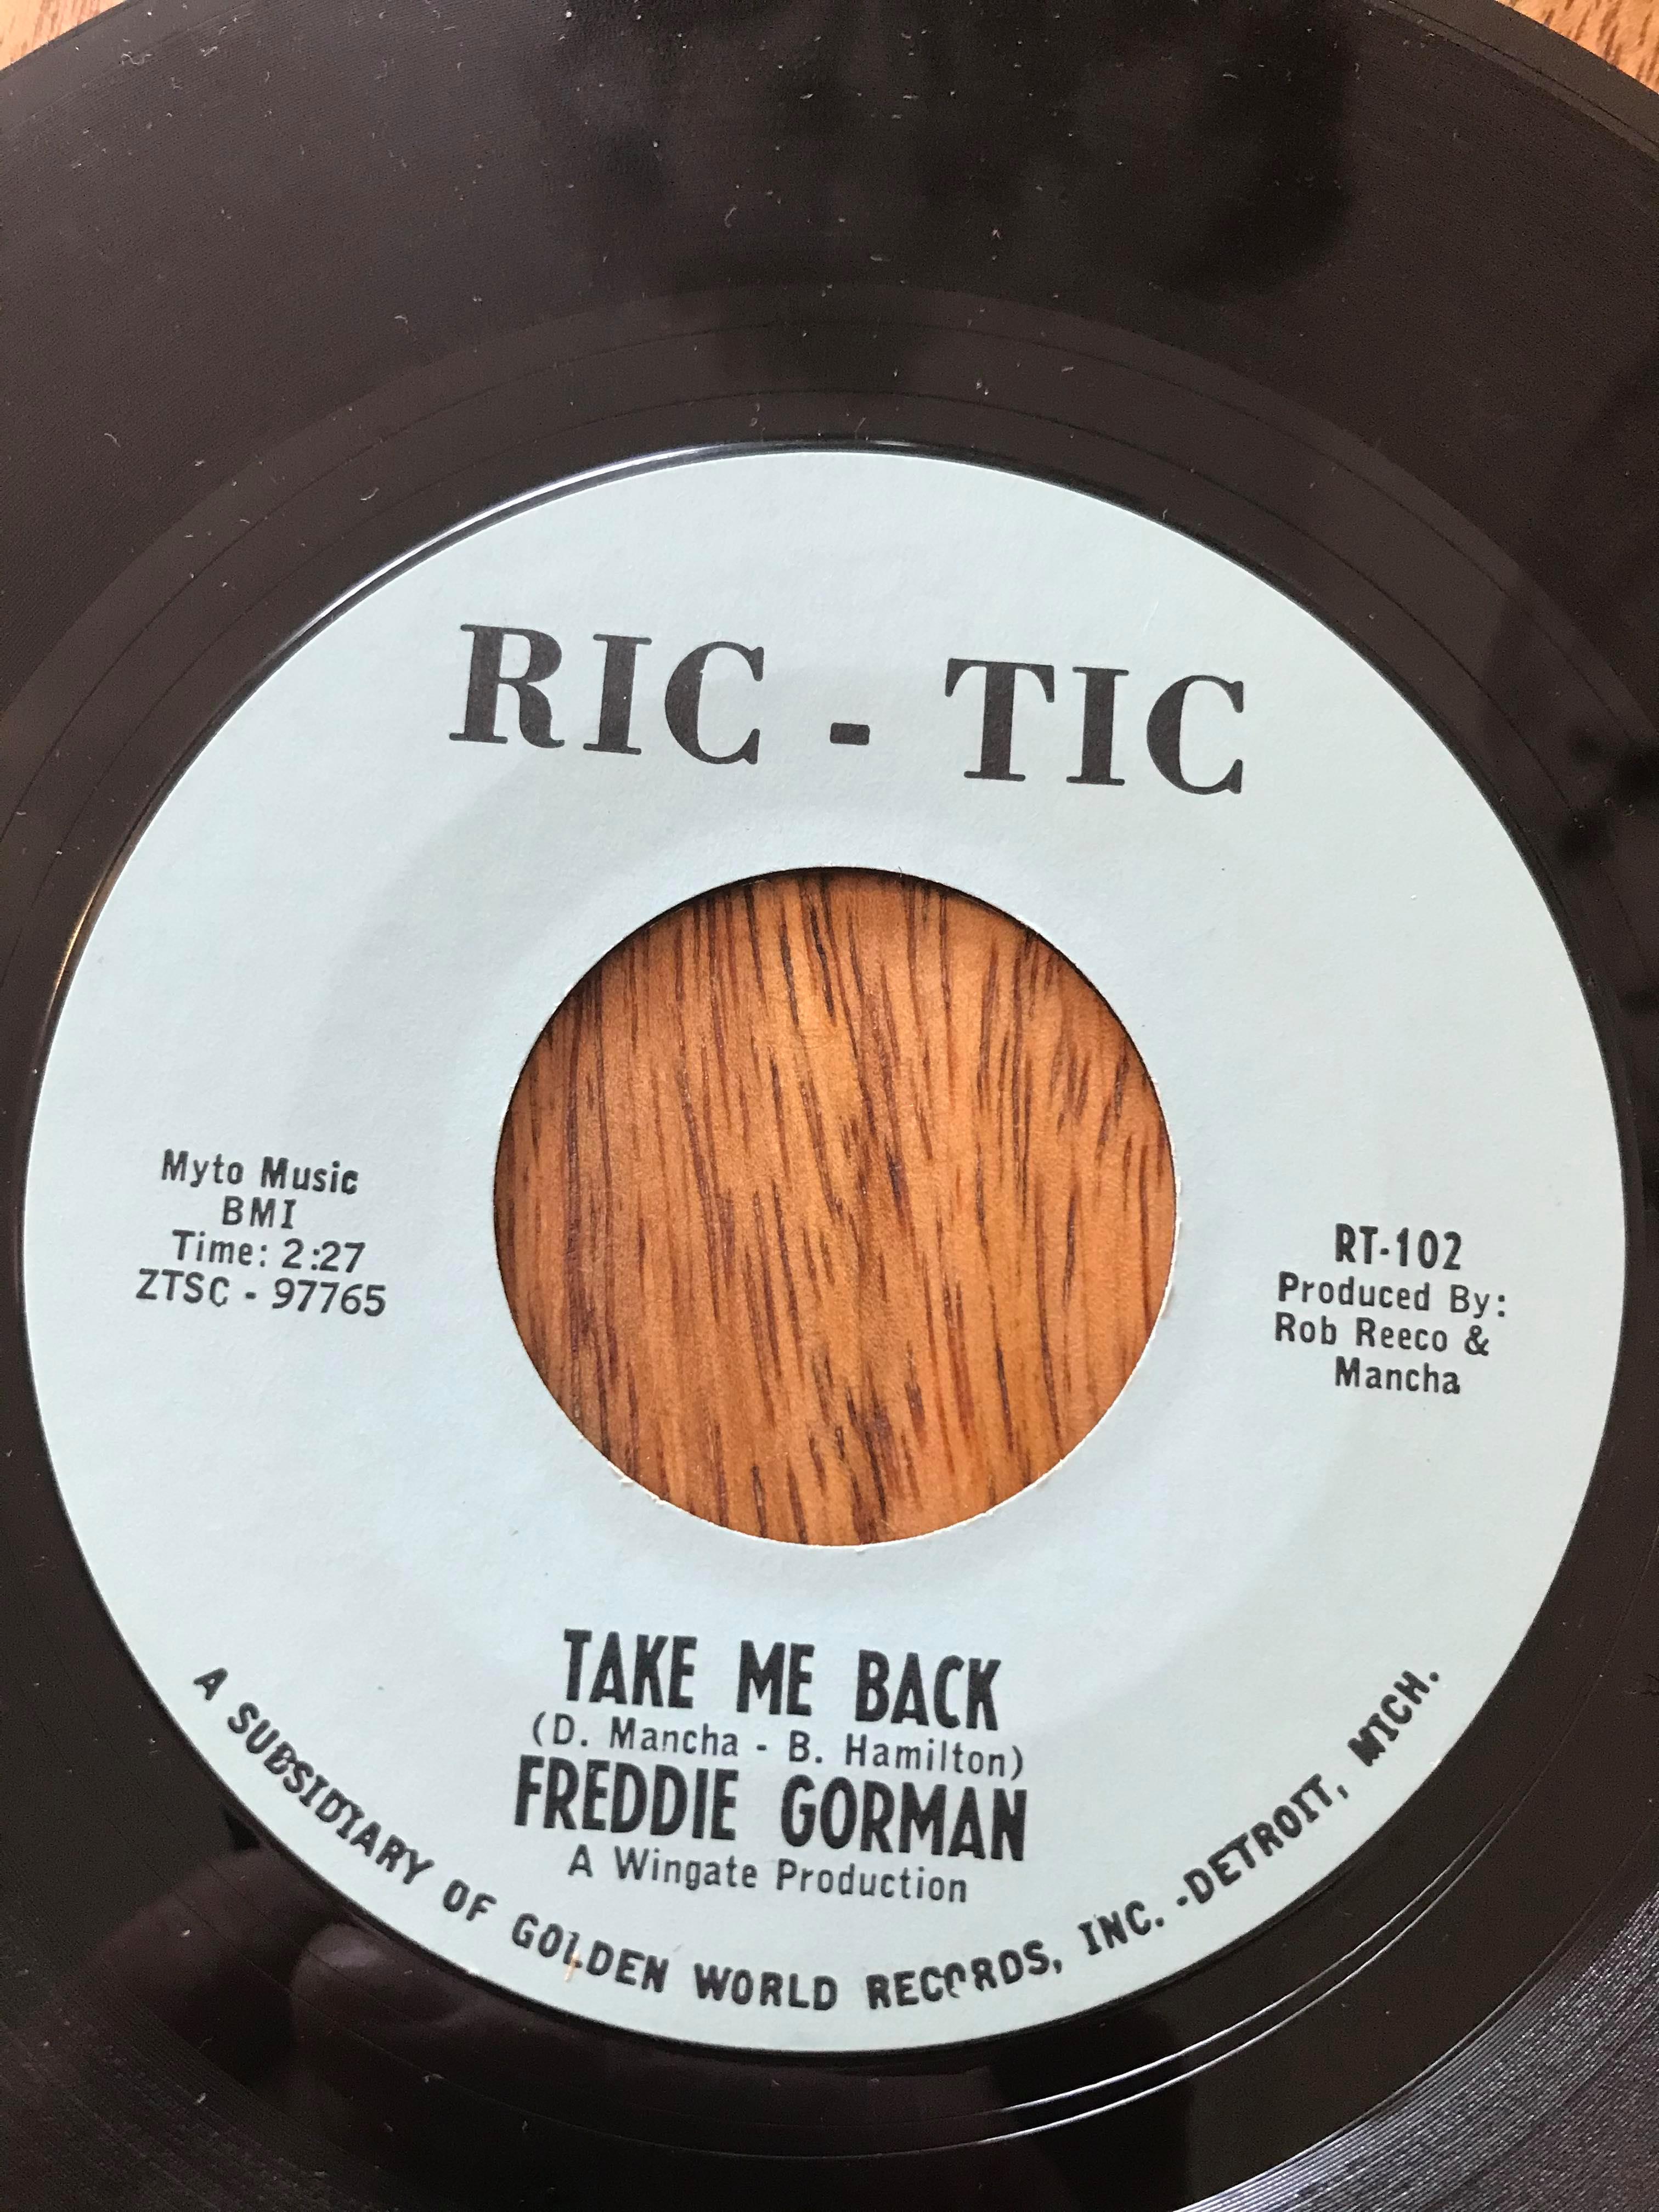 RIC - TIC
Myto Music
BMI
Time: 2:27
ZTSC - 97765
RT-102
Produced By:
Rob Reeco &
Mancha
TAKE ME BACK
(D. Mancha - B. Hamilton)
FREDDIE GORMAN
A Wingate Production
A SUBSIDIARY OF GOLDEN WORLD RECORDS, INC. -DETROIT, MICH.